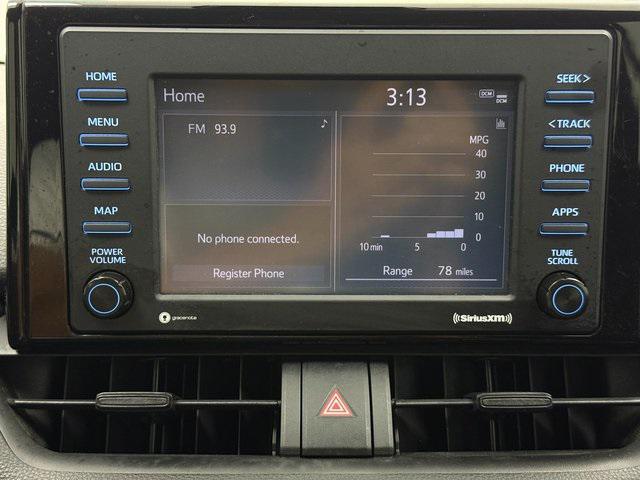 HOME
MENU
AUDIO
MAP
POWER
VOLUME
Home
3:13
DCM
DCM
FM 93.9
♪
No phone connected.
Register Phone
MPG
40
30
20
10
0
10 min 5 0
Range 78 miles
SEEK >
< TRACK
PHONE
APPS
TUNE
SCROLL
gracenote
((SiriusXM))